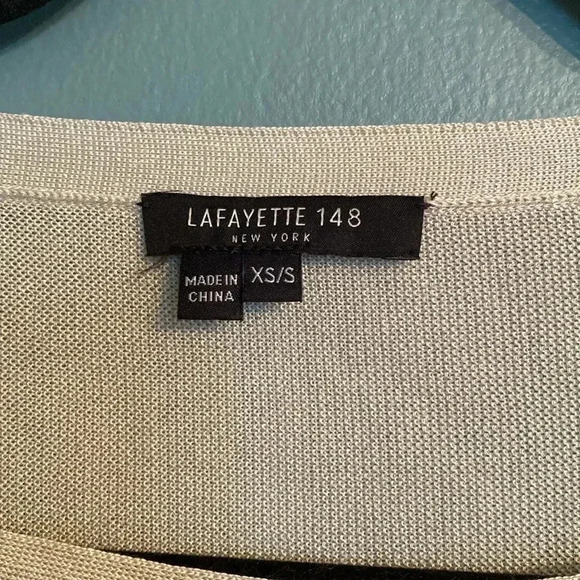 LAFAYETTE 148
NEW YORK
MADE IN
CHINA
XS/S